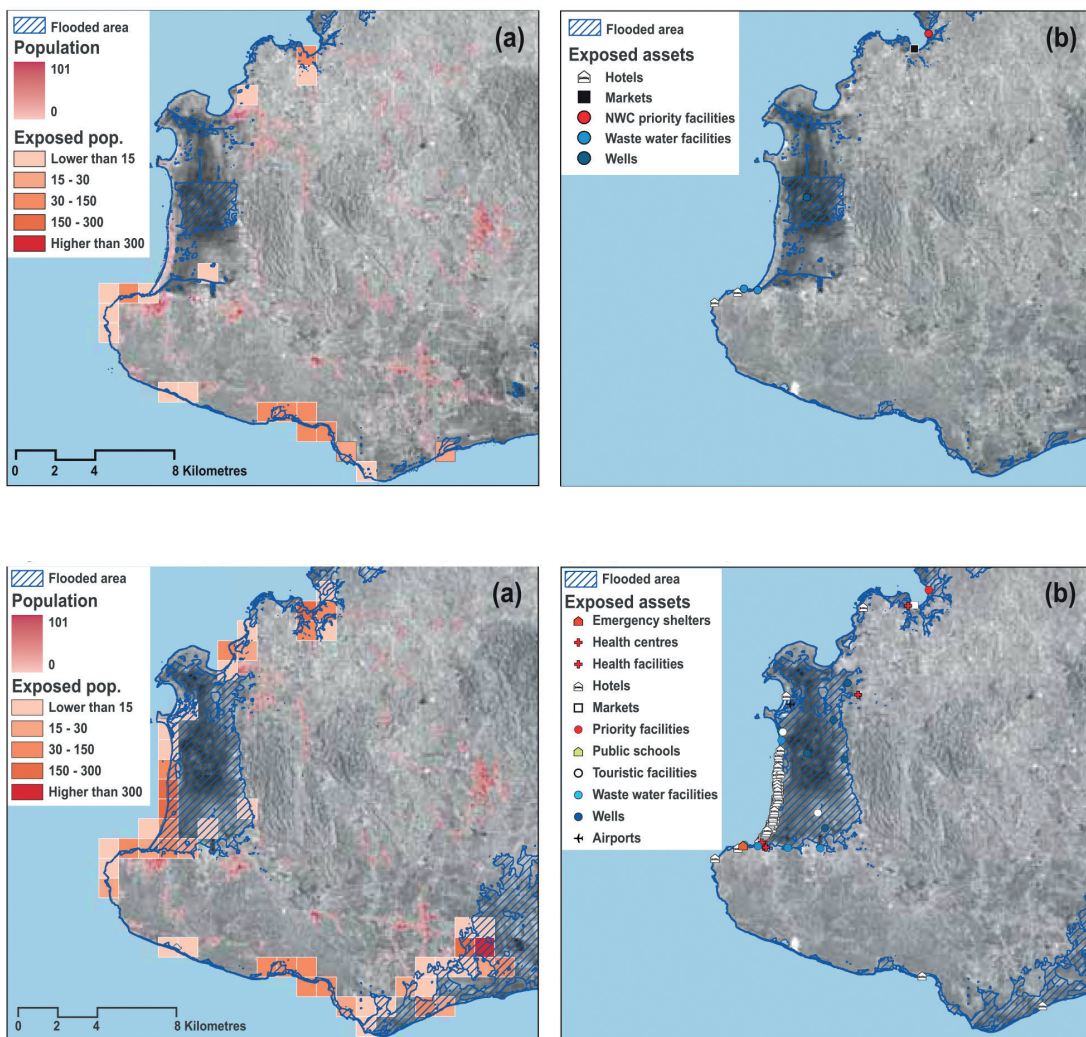 Flooded area
Population
101
0
Exposed pop.
Lower than 15
15 - 30
30 - 150
150 - 300
Higher than 300
(a)
0 2 4 8 Kilometres
Flooded area
Exposed assets
Hotels
Markets
NWC priority facilities
Waste water facilities
Wells
(b)
Flooded area
Population
101
0
Exposed pop.
Lower than 15
15 - 30
30 - 150
150 - 300
Higher than 300
(a)
0 2 4 8 Kilometres
Flooded area
Exposed assets
Emergency shelters
Health centres
Health facilities
Hotels
Markets
Priority facilities
Public schools
Touristic facilities
Waste water facilities
Wells
Airports
(b)